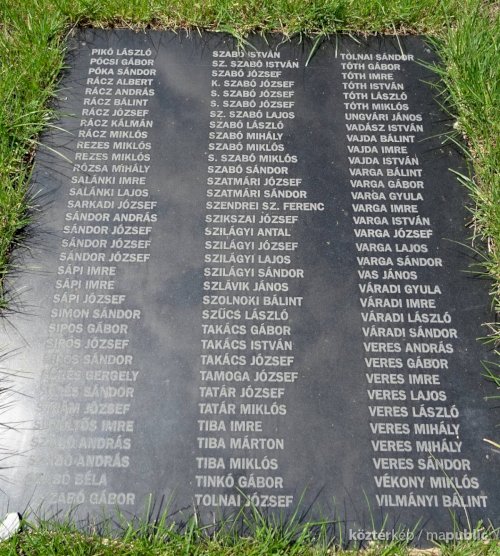 PIKÓ LÁSZLÓ
PÓCSI GÁBOR
PÓKA SÁNDOR
RÁCZ ALBERT
RÁCZ ANDRÁS
RÁCZ BÁLINT
RÁCZ JÓZSEF
RÁCZ KÁLMÁN
RÁCZ MIKLÓS
REZES MIKLÓS
REZES MIKLÓS
RÓZSA MIHÁLY
SALÁNKI IMRE
SALÁNKI LAJOS
SARKADI JÓZSEF
SÁNDOR ANDRÁS
SÁNDOR JÓZSEF
SÁNDOR JÓZSEF
SÁNDOR JÓZSEF
SÁPI IMRE
SÁPI IMRE
SÁPI JÓZSEF
SIMON SÁNDOR
SIPOS GÁBOR
SIPOS JÓZSEF
SIPOS SÁNDOR
GERGELY
SÁNDOR
JÓZSEF
IMRE
ANDRÁS
ANDRÁS
SZABÓ BÉLA
SZABÓ GÁBOR
SZABÓ ISTVÁN
SZ. SZABÓ ISTVÁN
SZABÓ JÓZSEF
K. SZABÓ JÓZSEF
S. SZABÓ JÓZSEF
S. SZABÓ JÓZSEF
SZ. SZABÓ LAJOS
SZABÓ LÁSZLÓ
SZABÓ MIHÁLY
SZABÓ MIKLÓS
S. SZABÓ MIKLÓS
SZABÓ SÁNDOR
SZATMÁRI JÓZSEF
SZATMÁRI SÁNDOR
SZENDREI SZ. FERENC
SZIKSZAI JÓZSEF
SZILÁGYI ANTAL
SZILÁGYI JÓZSEF
SZILÁGYI LAJOS
SZILÁGYI SÁNDOR
SZLÁVIK JÁNOS
SZOLNOKI BÁLINT
SZŰCS LÁSZLÓ
TAKÁCS GÁBOR
TAKÁCS ISTVÁN
TAKÁCS JÓZSEF
TAMOGA JÓZSEF
TATÁR JÓZSEF
TATÁR MIKLÓS
TIBA IMRE
TIBA MÁRTON
TIBA MIKLÓS
TINKÓ GÁBOR
TOLNAI JÓZSEF
TOLNAI SÁNDOR
TÓTH GÁBOR
TÓTH IMRE
TÓTH ISTVÁN
TÓTH LÁSZLÓ
TÓTH MIKLÓS
UNGVÁRI JÁNOS
VADÁSZ ISTVÁN
VAJDA BÁLINT
VAJDA IMRE
VAJDA ISTVÁN
VARGA BÁLINT
VARGA GÁBOR
VARGA GYULA
VARGA IMRE
VARGA ISTVÁN
VARGA JÓZSEF
VARGA LAJOS
VARGA SÁNDOR
VAS JÁNOS
VÁRADI GYULA
VÁRADI IMRE
VÁRADI LÁSZLÓ
VÁRADI SÁNDOR
VERES ANDRÁS
VERES GÁBOR
VERES IMRE
VERES LAJOS
VERES LÁSZLÓ
VERES MIHÁLY
VERES MIHÁLY
VERES SÁNDOR
VÉKONY MIKLÓS
VILMÁNYI BÁLINT
köztérkép / mapublic